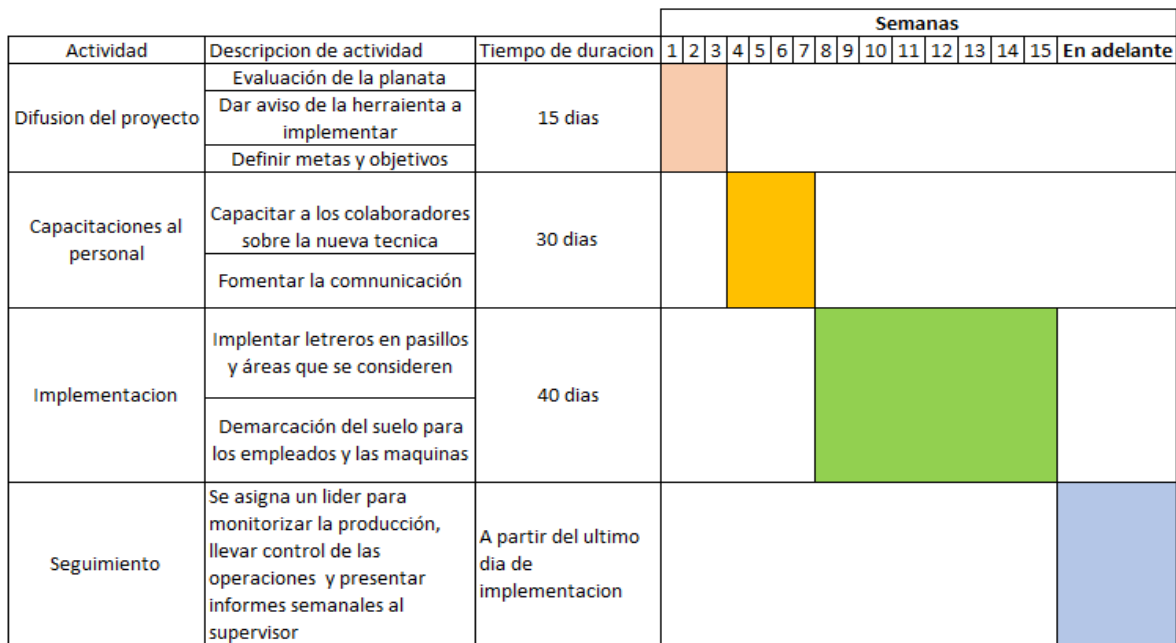 Semanas
Actividad Descripcion de actividad Tiempo de duracion 1 2 3 4 5 6 7 8 9 10 11 12 13 14 15 En adelante
Difusion del proyecto
Evaluación de la planata
Dar aviso de la herraienta a
implementar
Definir metas y objetivos
15 dias
Capacitaciones al
personal
Capacitar a los colaboradores
sobre la nueva tecnica
Fomentar la comnunicación
30 dias
Implementacion
Implentar letreros en pasillos
y áreas que se consideren
Demarcación del suelo para
los empleados y las maquinas
40 dias
Seguimiento
Se asigna un lider para
monitorizar la producción,
llevar control de las
operaciones y presentar
informes semanales al
supervisor
A partir del ultimo
dia de
implementacion